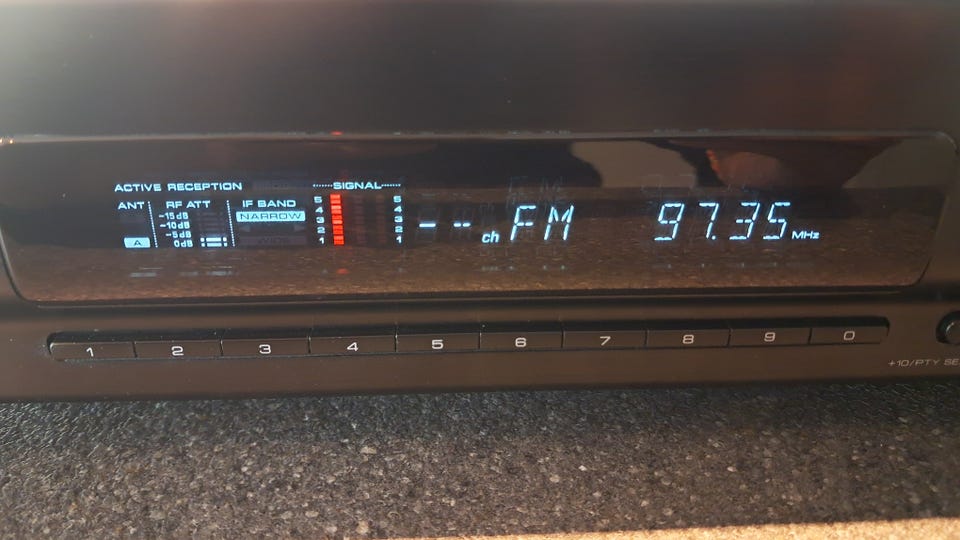 ACTIVE RECEPTION SIGNAL
ANT RF ATT IF BAND 5 5
-15dB NARROW 4 4
-10dB 3 3
-5dB 2 2
A 0dB WIDE 1 1
-- ch FM 97.35 MHz
1 2 3 4 5 6 7 8 9 0
+10/PTY